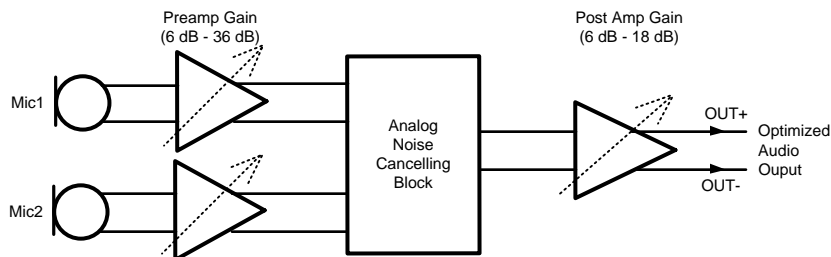 Preamp Gain
(6 dB - 36 dB)
Post Amp Gain
(6 dB - 18 dB)
Mic1
Mic2
Analog
Noise
Cancelling
Block
OUT+
OUT-
Optimized
Audio
Ouput